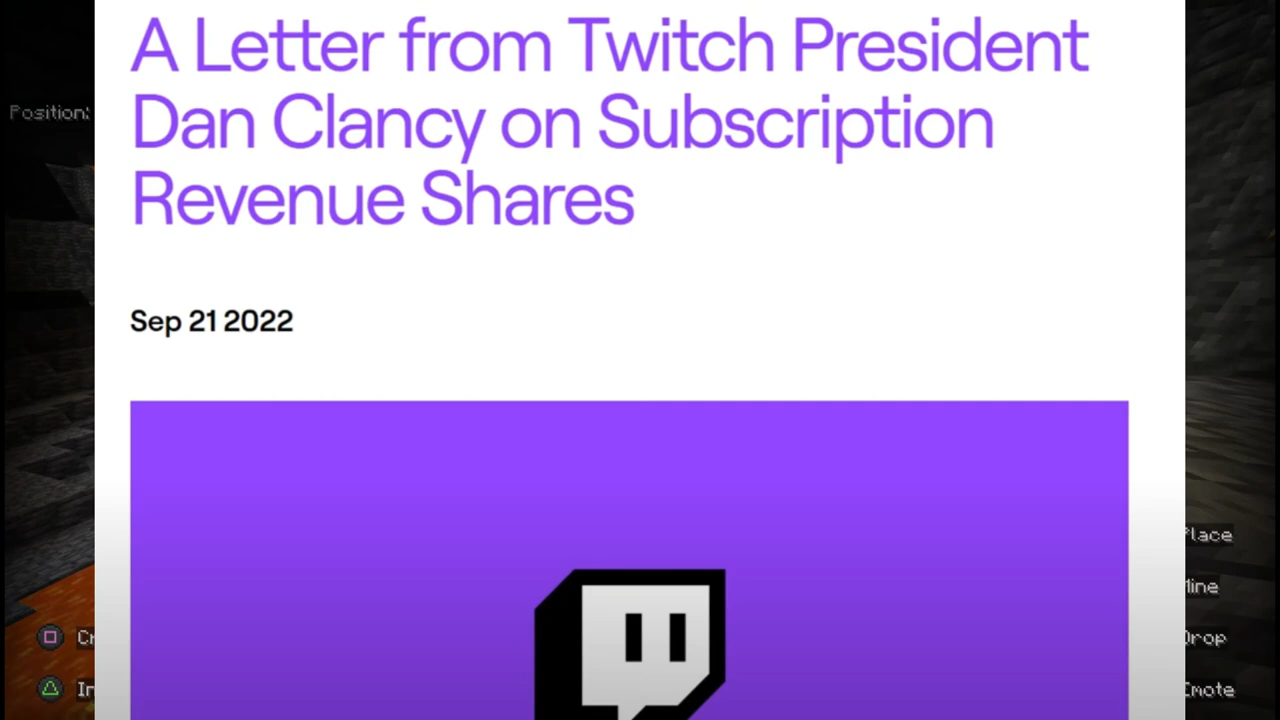 A Letter from Twitch President
Dan Clancy on Subscription
Revenue Shares
Position:
Sep 21 2022
Place
Mine
Drop
Emote